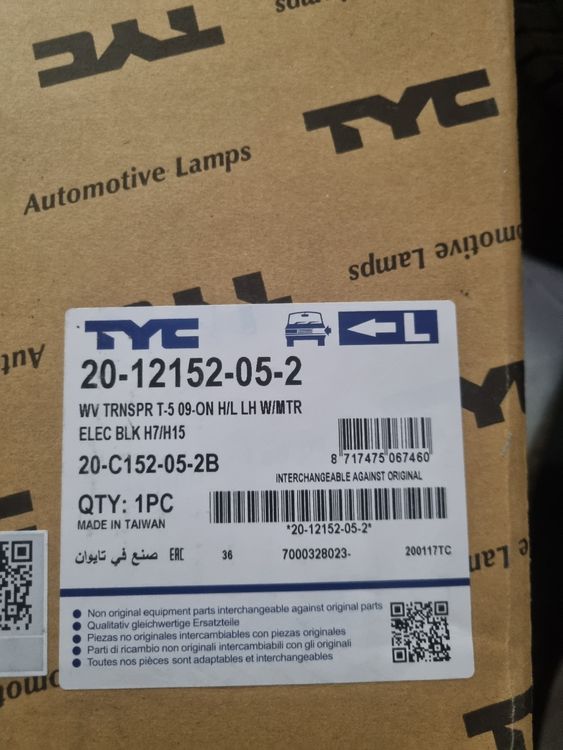 TYC
TYC
Automotive Lamps
omotive Lamps
TYC
L
20-12152-05-2
WV TRNSPR T-5 09-ON H/L LH W/MTR
ELEC BLK H7/H15
20-C152-05-2B
8 717475 067460
INTERCHANGEABLE AGAINST ORIGINAL
QTY: 1PC
MADE IN TAIWAN
*20-12152-05-2*
صنع في تايوان EAC 36 7000328023- 200117TC
Non original equipment parts interchangeable against original parts
Qualitativ gleichwertige Ersatzteile
Piezas no originales intercambiables con piezas originales
Parti di ricambio non originali intercambiabili con gli originali
Toutes nos pièces sont adaptables et interchangeables
TYC